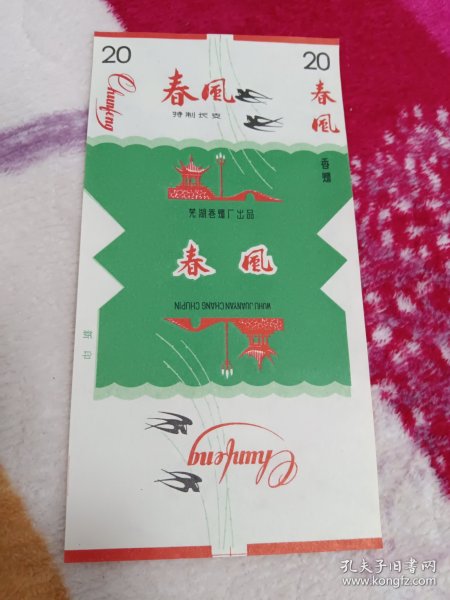 20
Chunfeng
春风
特制长支
20
春风
香烟
芜湖卷烟厂出品
春风
WUHU JUANYAN CHANG CHUPIN
Chunfeng
孔夫子旧书网
www.kongfz.com